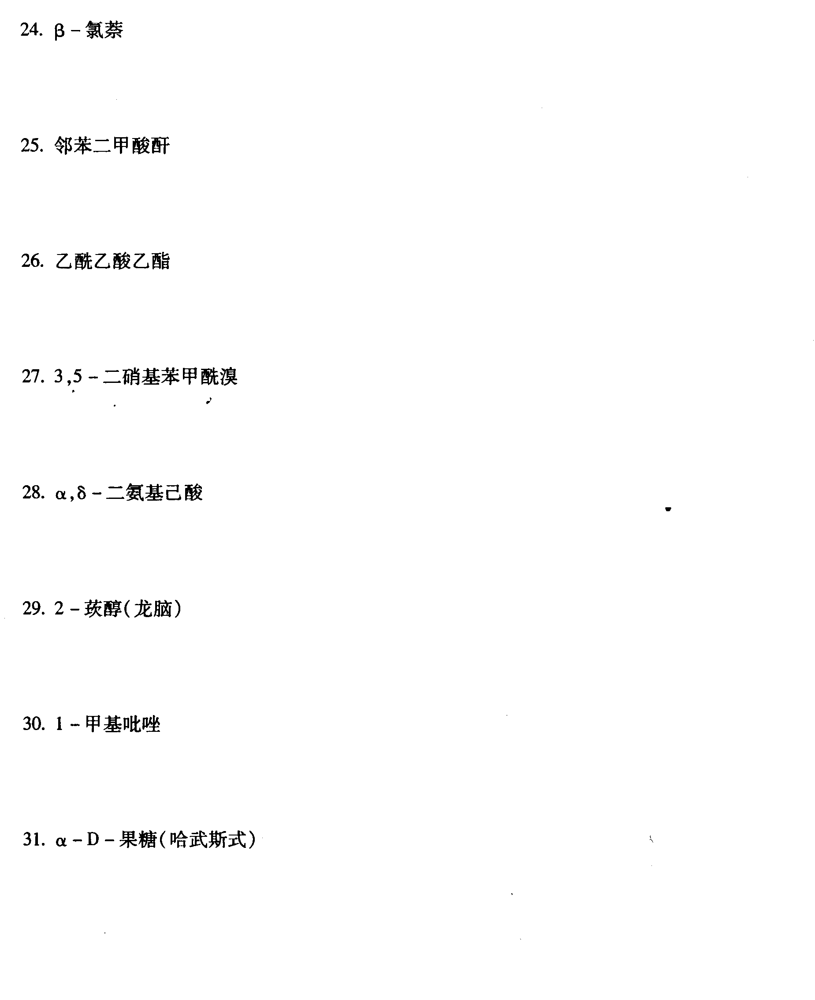 24. β-氯萘
25. 邻苯二甲酸酐
26. 乙酰乙酸乙酯
27. 3,5-二硝基苯甲酰溴
28. α,δ-二氨基己酸
29. 2-莰醇(龙脑)
30. 1-甲基吡唑
31. α-D-果糖(哈武斯式)